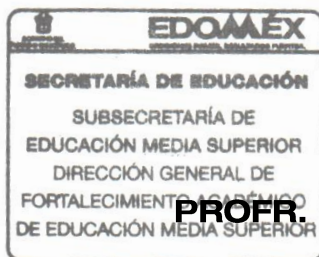 EDOMÉX
SECRETARÍA DE EDUCACIÓN
SUBSECRETARÍA DE
EDUCACIÓN MEDIA SUPERIOR
DIRECCIÓN GENERAL DE
FORTALECIMIENTO ACADÉMICO
PROFR.
DE EDUCACIÓN MEDIA SUPERIOR